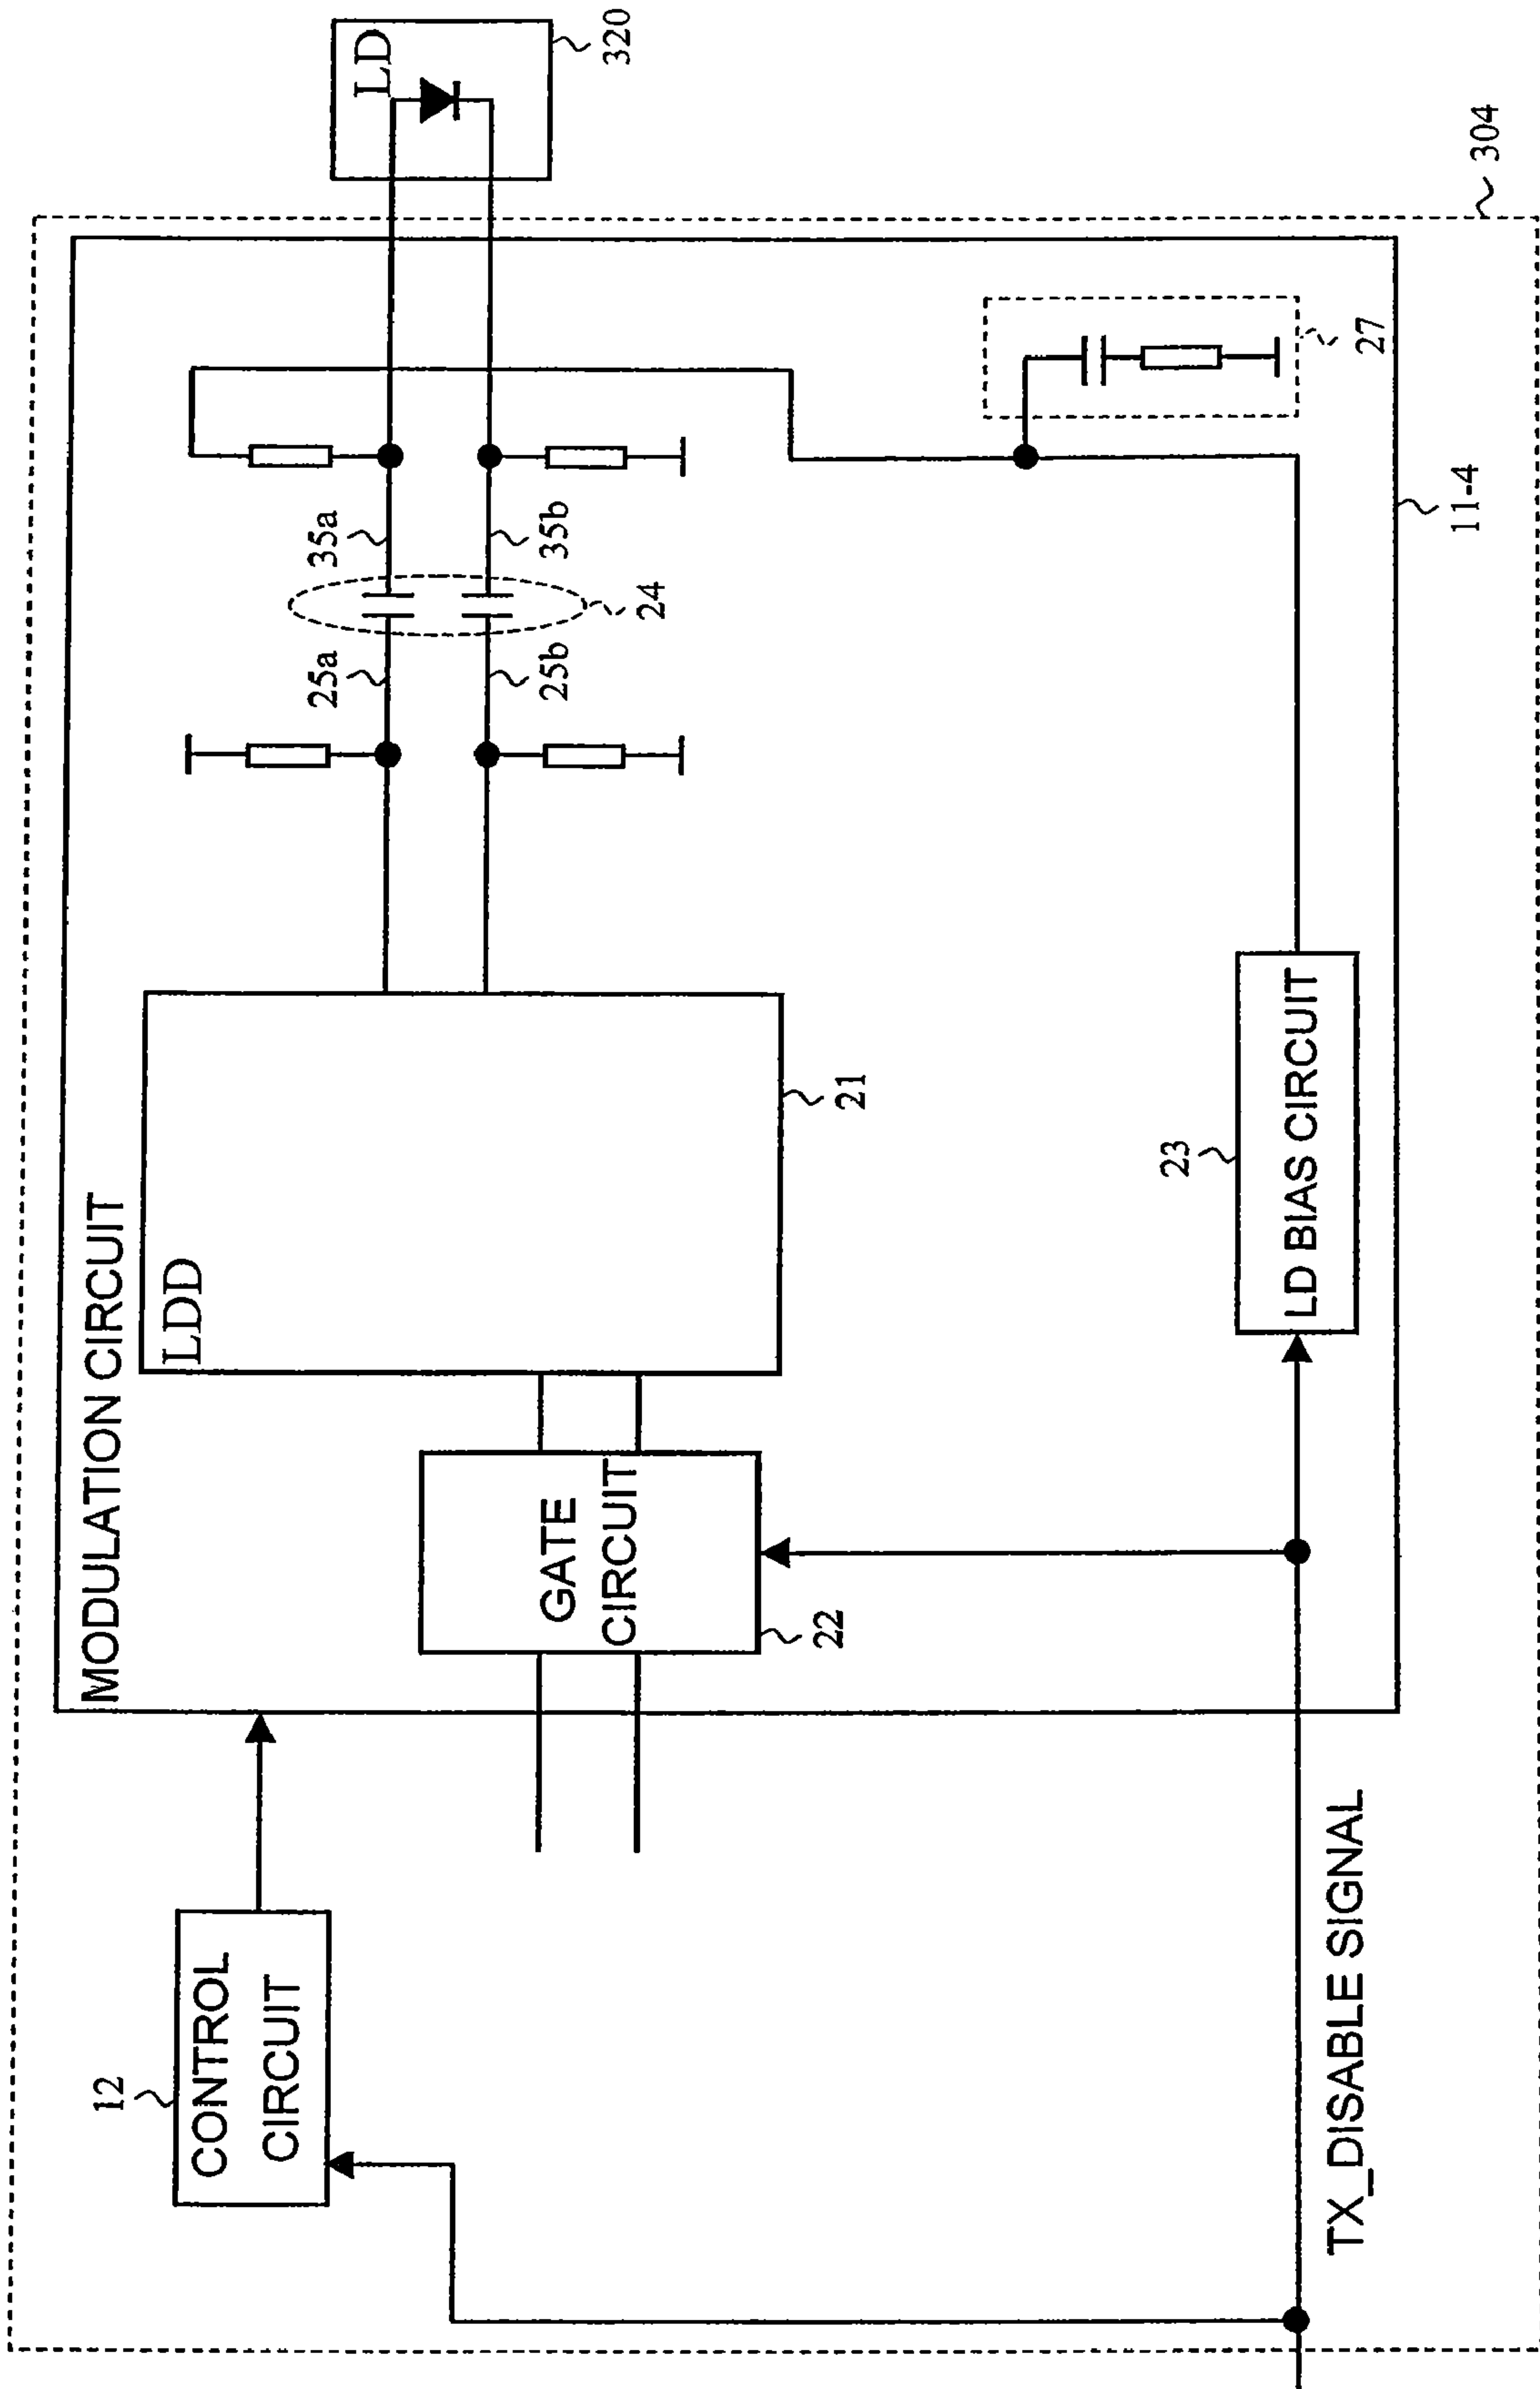 MODULATION CIRCUIT
CONTROL
CIRCUIT
12
LDD
21
GATE
CIRCUIT
22
25a
25b
24
35a
35b
LD
320
304
27
11-4
23
LD BIAS CIRCUIT
TX_DISABLE SIGNAL